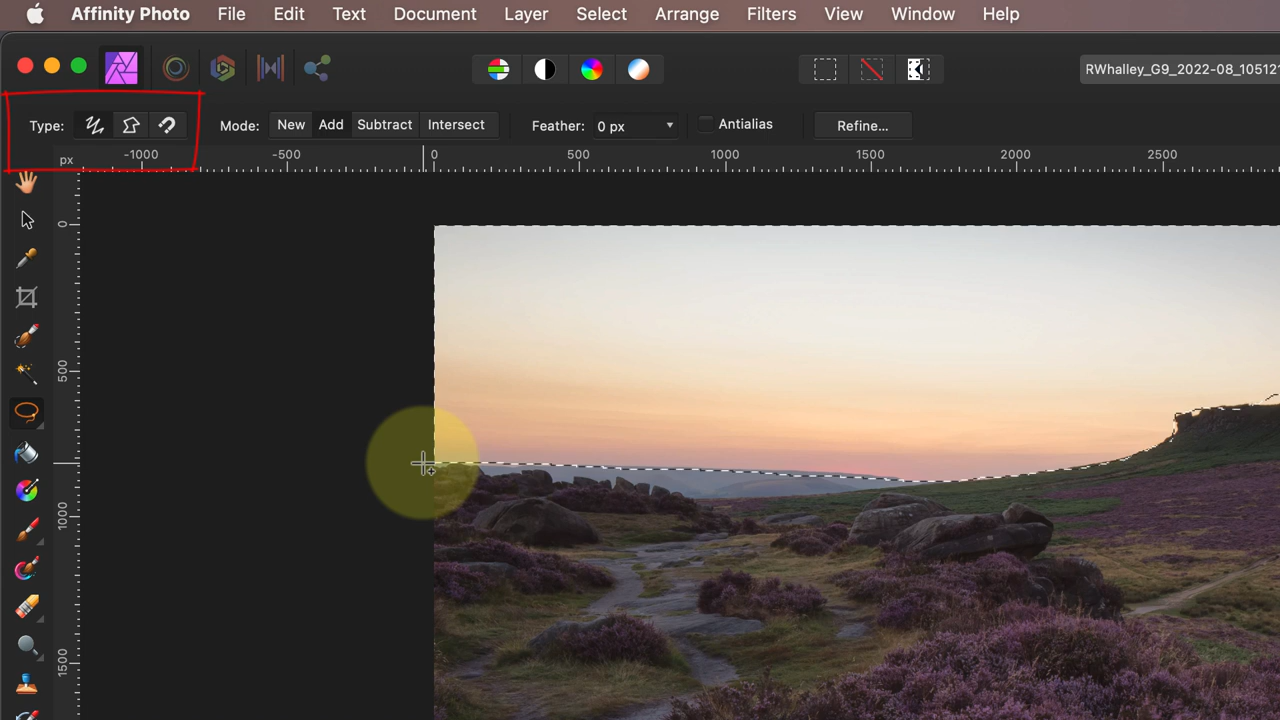 Affinity Photo File Edit Text Document Layer Select Arrange Filters View Window Help
RWhalley_G9_2022-08_10512
Type: Mode: New Add Subtract Intersect Feather: 0 px Antialias Refine...
px -1000 -500 0 500 1000 1500 2000 2500
0
500
1000
1500